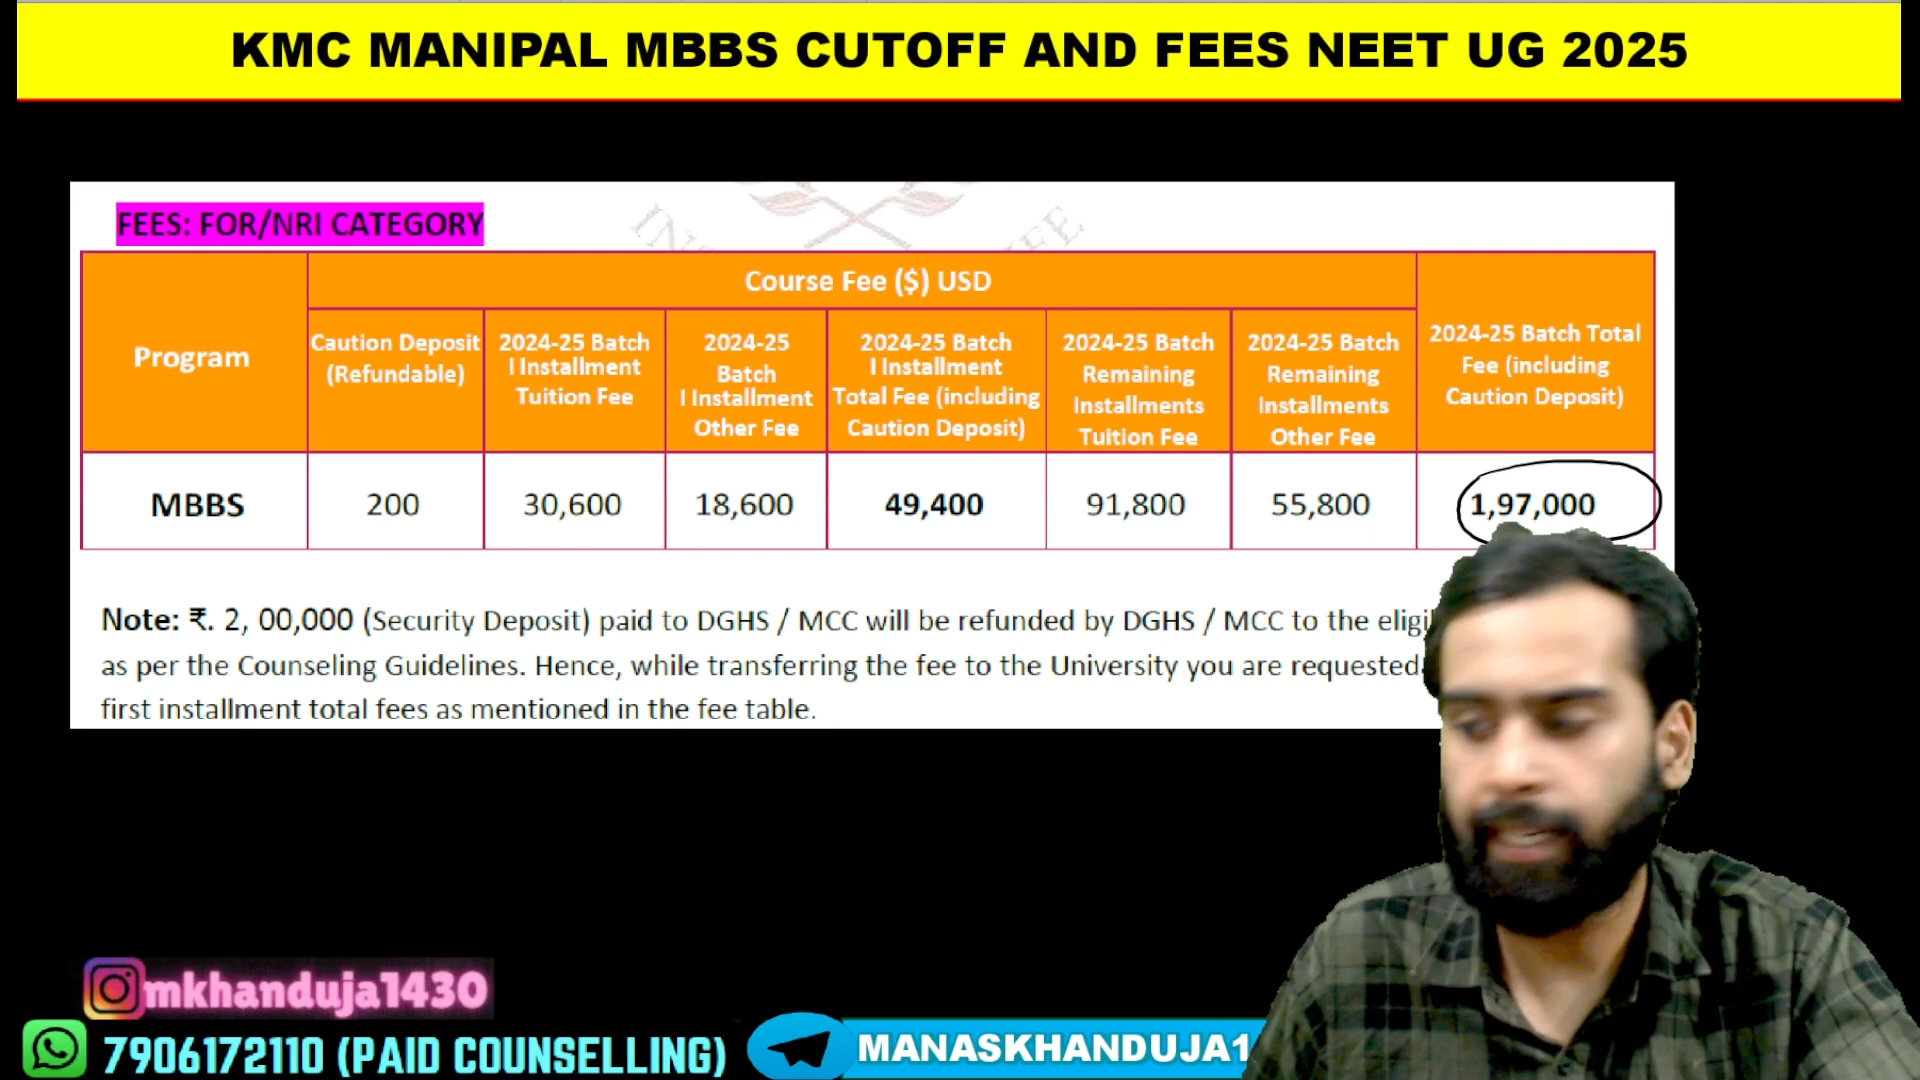 KMC MANIPAL MBBS CUTOFF AND FEES NEET UG 2025
FEES: FOR/NRI CATEGORY
Program
Course Fee ($) USD
Caution Deposit
(Refundable)
2024-25 Batch
I Installment
Tuition Fee
2024-25
Batch
I Installment
Other Fee
2024-25 Batch
I Installment
Total Fee (including
Caution Deposit)
2024-25 Batch
Remaining
Installments
Tuition Fee
2024-25 Batch
Remaining
Installments
Other Fee
2024-25 Batch Total
Fee (including
Caution Deposit)
MBBS 200 30,600 18,600 49,400 91,800 55,800 1,97,000
Note: ₹. 2, 00,000 (Security Deposit) paid to DGHS / MCC will be refunded by DGHS / MCC to the
as per the Counseling Guidelines. Hence, while transferring the fee to the University you are requested
first installment total fees as mentioned in the fee table.
mkhanduja1430
7906172110 (PAID COUNSELLING)
MANASKHANDUJA1